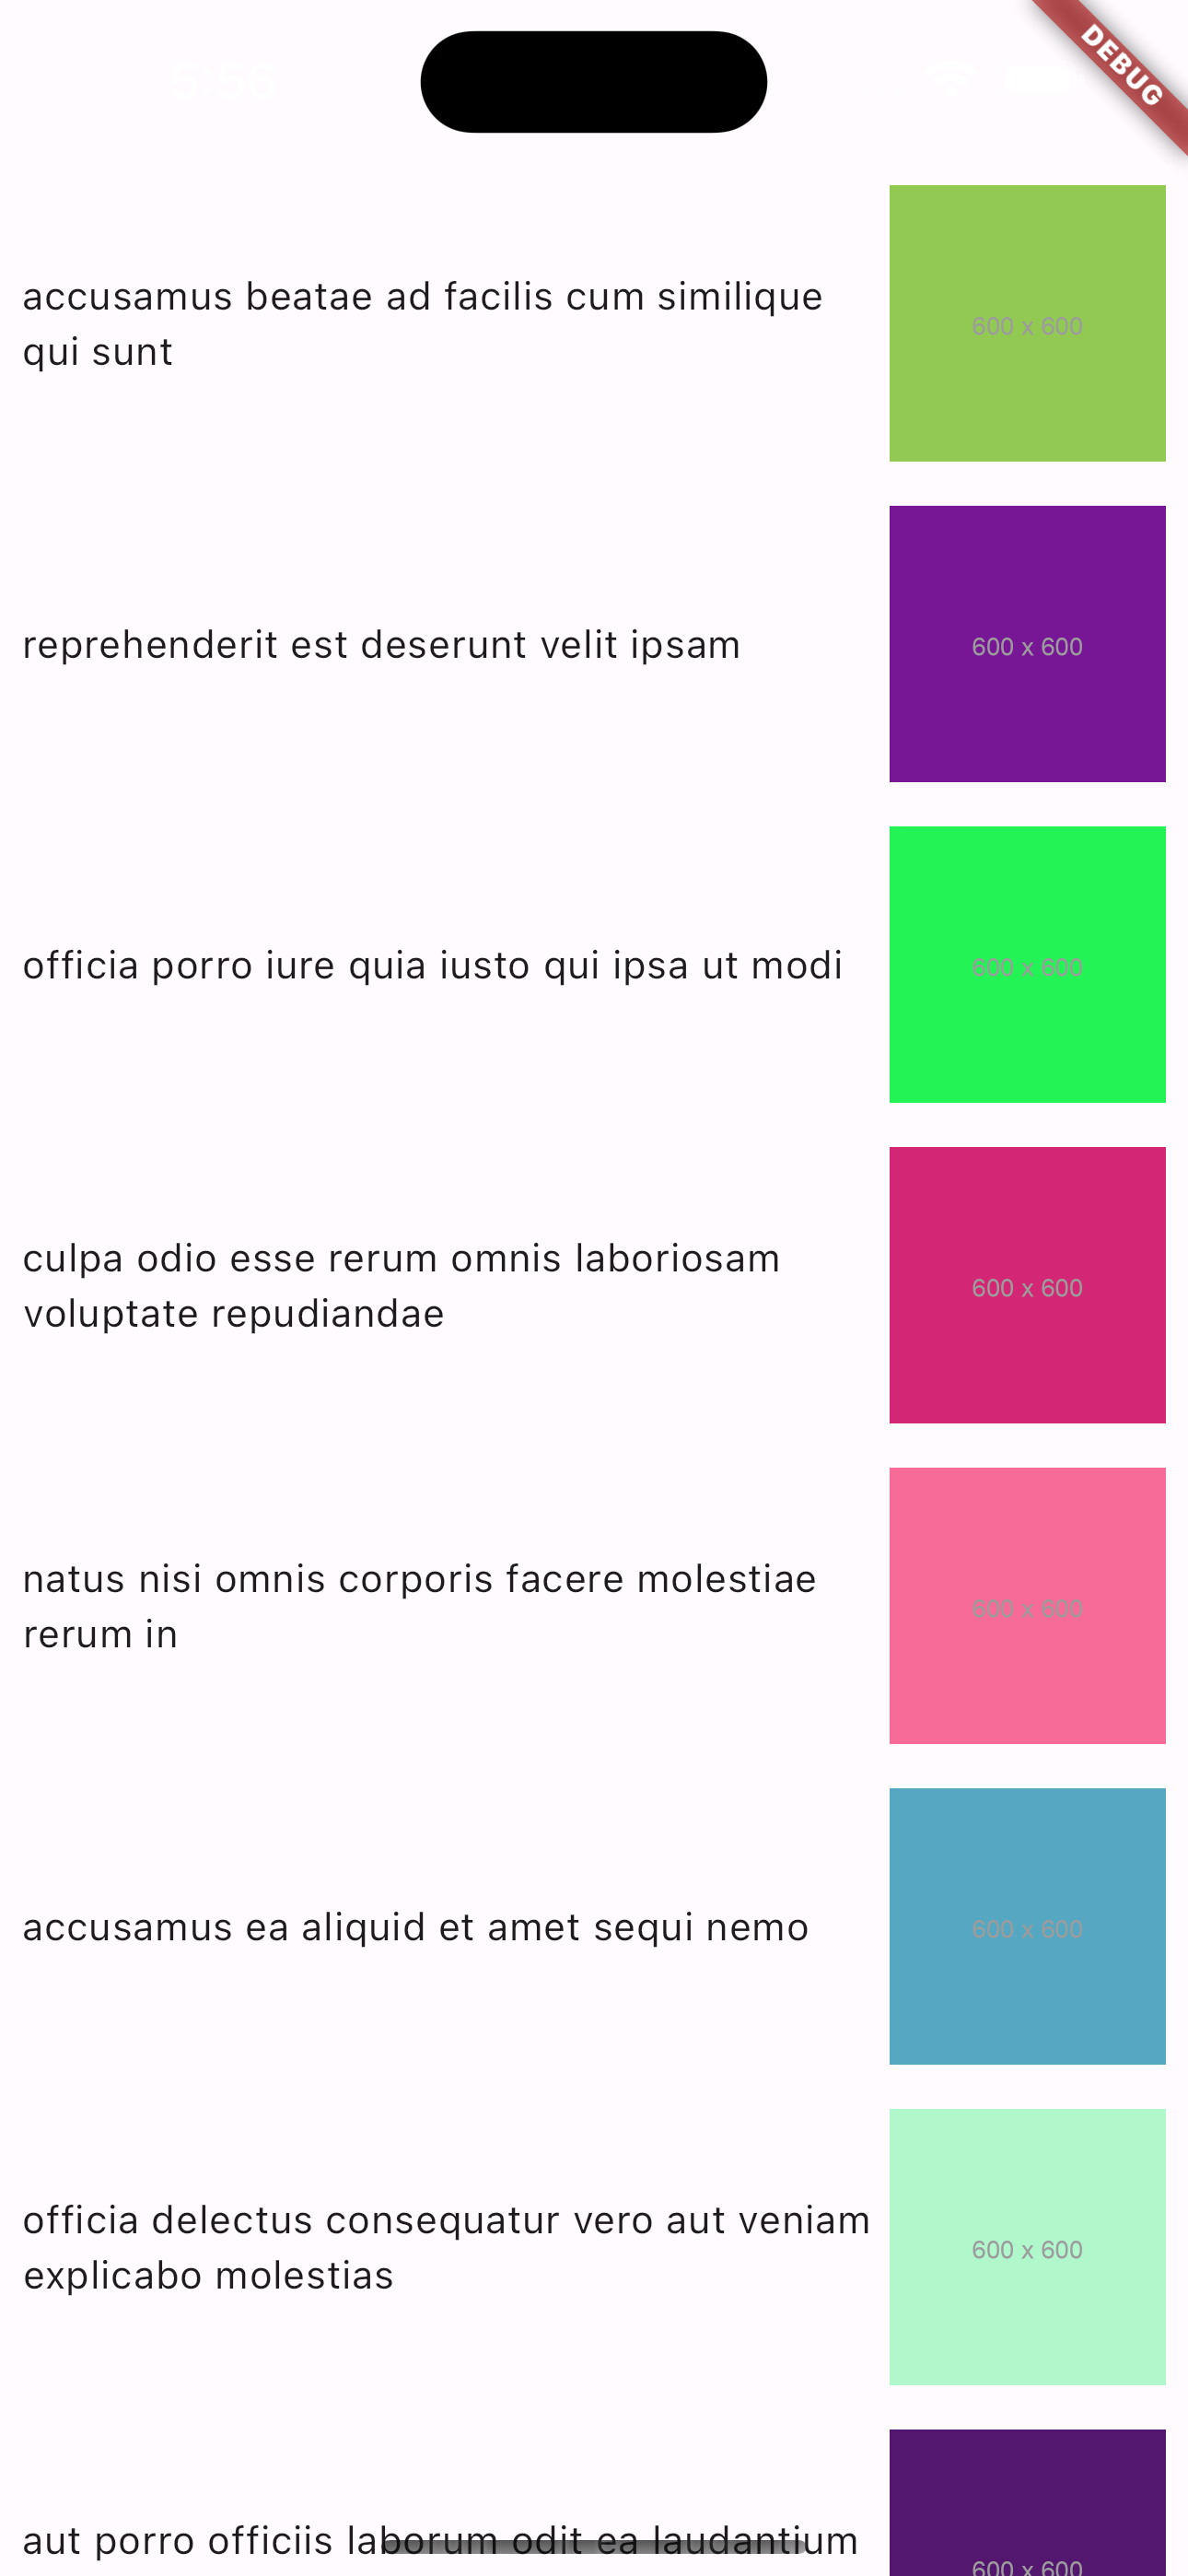 DEBUG
accusamus beatae ad facilis cum similique
qui sunt
600 x 600
reprehenderit est deserunt velit ipsam
600 x 600
officia porro iure quia iusto qui ipsa ut modi
600 x 600
culpa odio esse rerum omnis laboriosam
voluptate repudiandae
600 x 600
natus nisi omnis corporis facere molestiae
rerum in
600 x 600
accusamus ea aliquid et amet sequi nemo
600 x 600
officia delectus consequatur vero aut veniam
explicabo molestias
600 x 600
aut porro officiis laborum odit ea laudantium
600 x 600